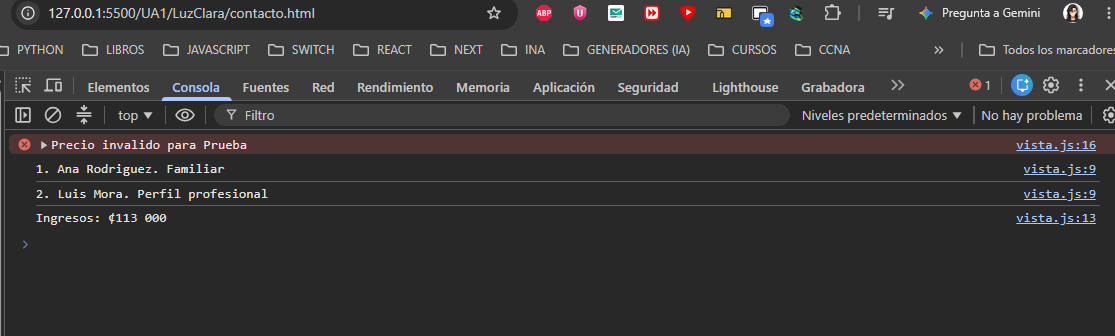 127.0.0.1:5500/UA1/LuzClara/contacto.html ABP U Pregunta a Gemini
PYTHON LIBROS JAVASCRIPT SWITCH REACT NEXT INA GENERADORES (IA) CURSOS CCNA » Todos los marcadores
Elementos Consola Fuentes Red Rendimiento Memoria Aplicación Seguridad Lighthouse Grabadora » 1
top Filtro Niveles predeterminados No hay problema
Precio invalido para Prueba vista.js:16
1. Ana Rodriguez. Familiar vista.js:9
2. Luis Mora. Perfil profesional vista.js:9
Ingresos: ₡113 000 vista.js:13
>